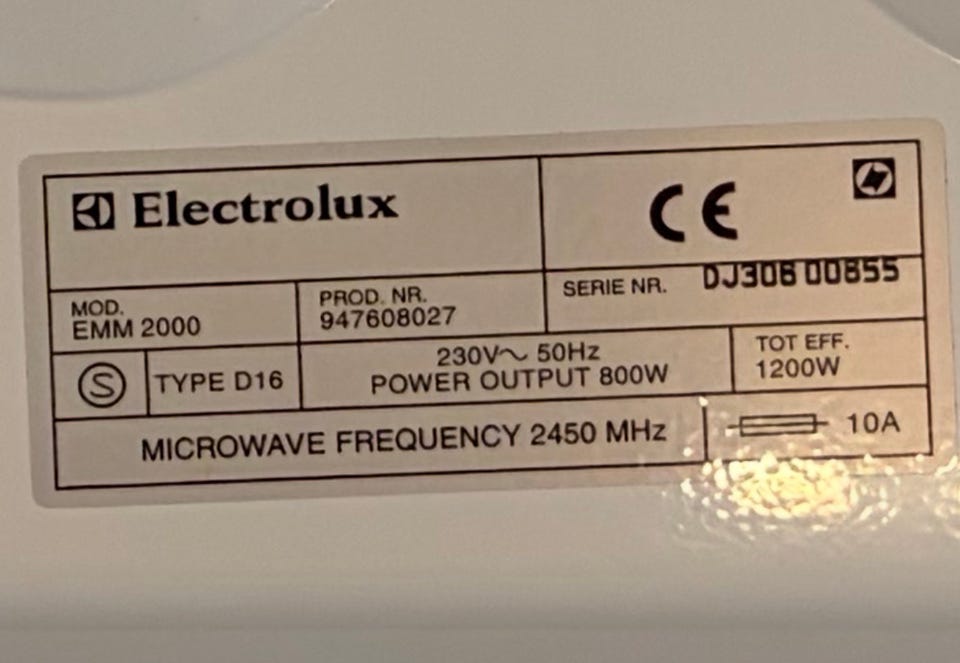 Electrolux
CE
MOD.
EMM 2000
PROD. NR.
947608027
SERIE NR. DJ306 00655
S
TYPE D16
230V~ 50Hz
POWER OUTPUT 800W
TOT EFF.
1200W
MICROWAVE FREQUENCY 2450 MHz
10A